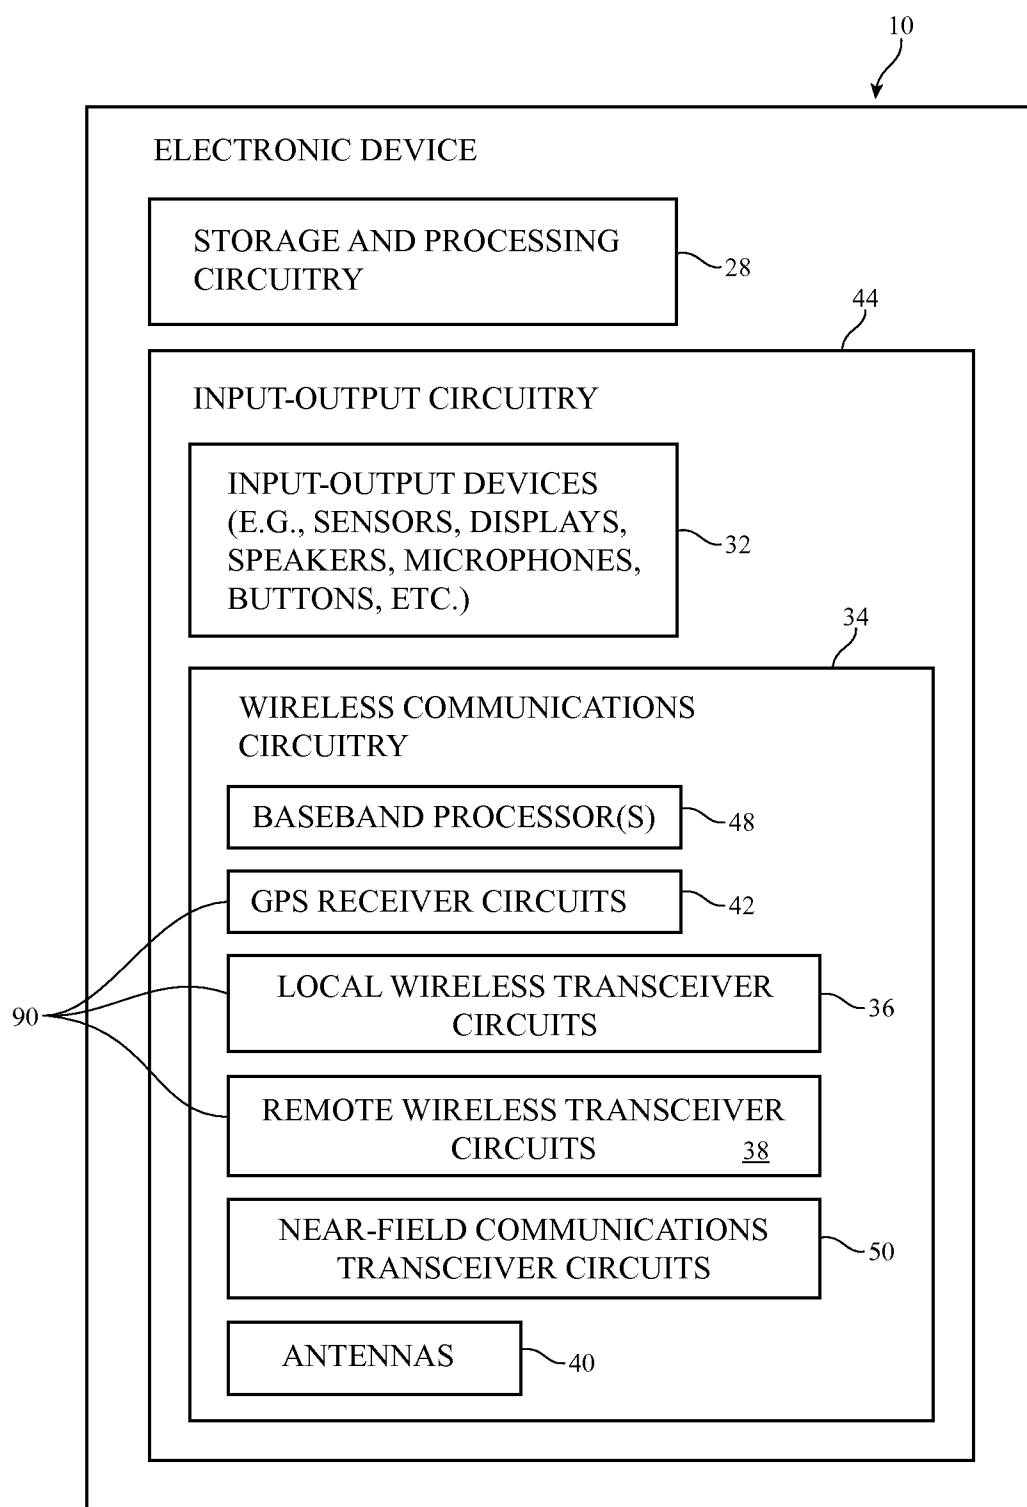 10
ELECTRONIC DEVICE
STORAGE AND PROCESSING
CIRCUITRY
28
44
INPUT-OUTPUT CIRCUITRY
INPUT-OUTPUT DEVICES
(E.G., SENSORS, DISPLAYS,
SPEAKERS, MICROPHONES,
BUTTONS, ETC.)
32
34
WIRELESS COMMUNICATIONS
CIRCUITRY
BASEBAND PROCESSOR(S)
48
GPS RECEIVER CIRCUITS
42
LOCAL WIRELESS TRANSCEIVER
CIRCUITS
36
90
REMOTE WIRELESS TRANSCEIVER
CIRCUITS 38
NEAR-FIELD COMMUNICATIONS
TRANSCEIVER CIRCUITS
50
ANTENNAS
40